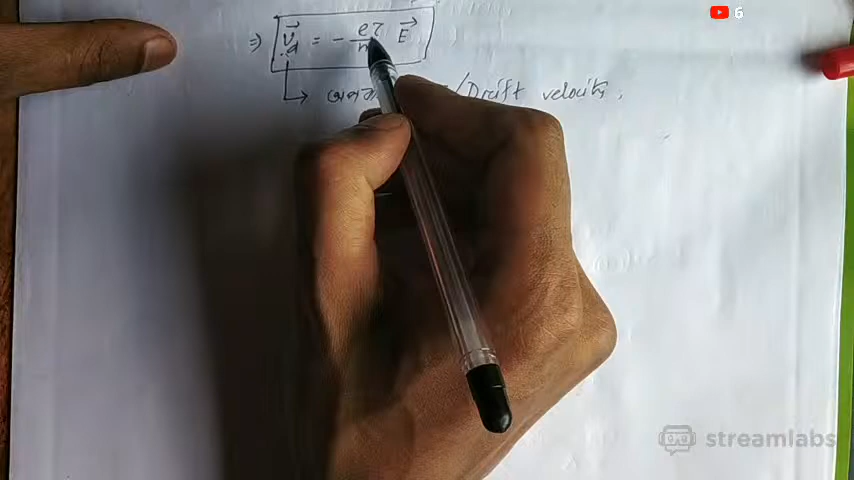 6
⇒ v⃗d = - eτ/m E⃗
/Drift velocity,
streamlabs